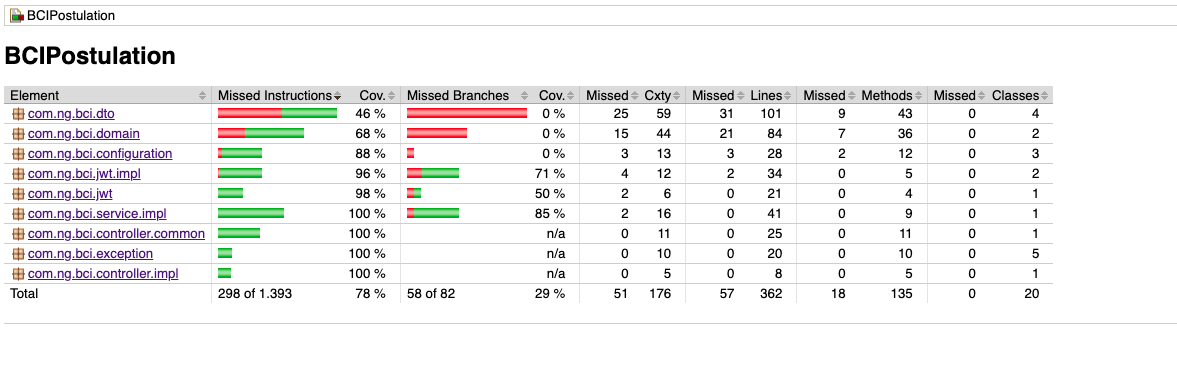 BCIPostulation
BCIPostulation
Element Missed Instructions Cov. Missed Branches Cov. Missed Cxty Missed Lines Missed Methods Missed Classes
com.ng.bci.dto 46 % 0 % 25 59 31 101 9 43 0 4
com.ng.bci.domain 68 % 0 % 15 44 21 84 7 36 0 2
com.ng.bci.configuration 88 % 0 % 3 13 3 28 2 12 0 3
com.ng.bci.jwt.impl 96 % 71 % 4 12 2 34 0 5 0 2
com.ng.bci.jwt 98 % 50 % 2 6 0 21 0 4 0 1
com.ng.bci.service.impl 100 % 85 % 2 16 0 41 0 9 0 1
com.ng.bci.controller.common 100 % n/a 0 11 0 25 0 11 0 1
com.ng.bci.exception 100 % n/a 0 10 0 20 0 10 0 5
com.ng.bci.controller.impl 100 % n/a 0 5 0 8 0 5 0 1
Total 298 of 1.393 78 % 58 of 82 29 % 51 176 57 362 18 135 0 20